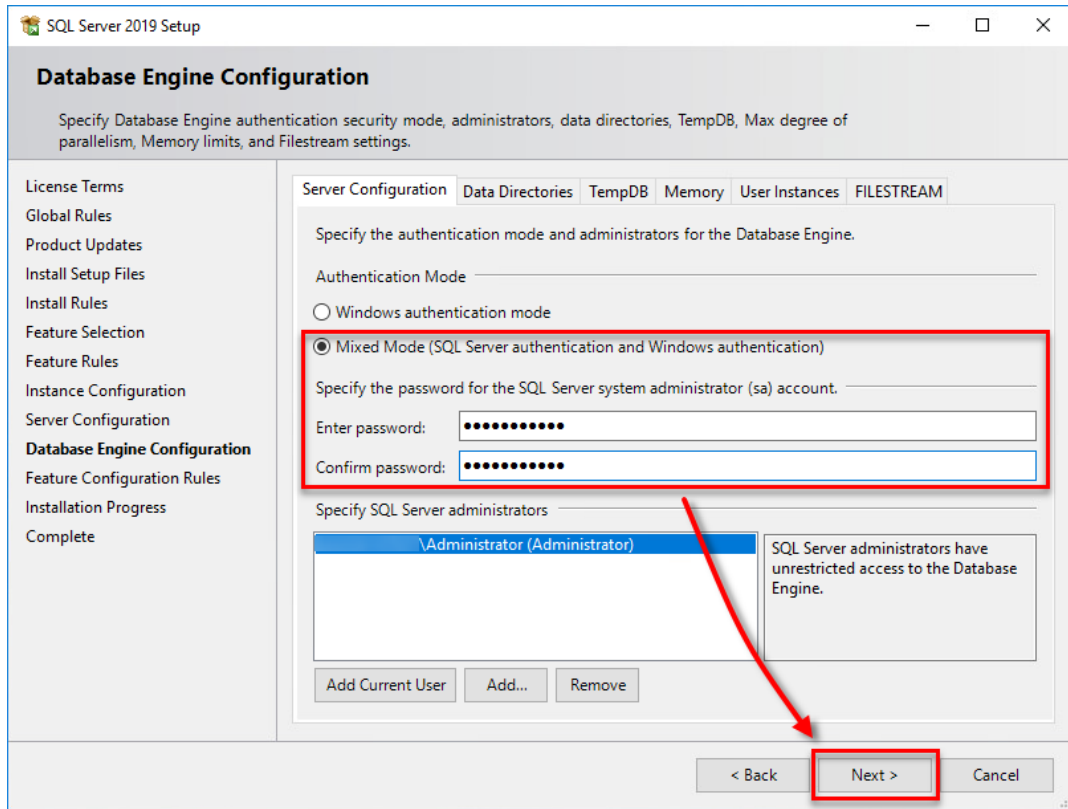 SQL Server 2019 Setup
Database Engine Configuration
Specify Database Engine authentication security mode, administrators, data directories, TempDB, Max degree of
parallelism, Memory limits, and Filestream settings.
License Terms
Global Rules
Product Updates
Install Setup Files
Install Rules
Feature Selection
Feature Rules
Instance Configuration
Server Configuration
Database Engine Configuration
Feature Configuration Rules
Installation Progress
Complete
Server Configuration Data Directories TempDB Memory User Instances FILESTREAM
Specify the authentication mode and administrators for the Database Engine.
Authentication Mode
Windows authentication mode
Mixed Mode (SQL Server authentication and Windows authentication)
Specify the password for the SQL Server system administrator (sa) account.
Enter password: ●●●●●●●●●●●
Confirm password: ●●●●●●●●●●●
Specify SQL Server administrators
\Administrator (Administrator)
SQL Server administrators have
unrestricted access to the Database
Engine.
Add Current User Add... Remove
< Back Next > Cancel